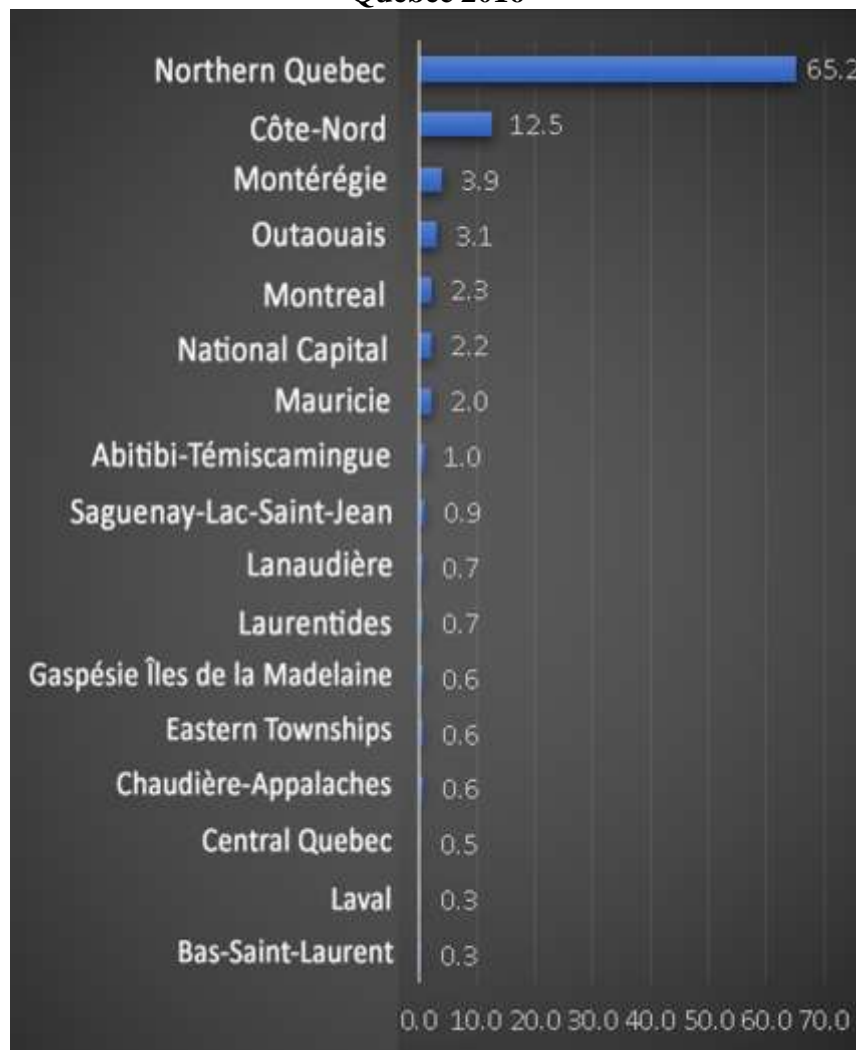 Quebec 2016
Northern Quebec 65.2
Côte-Nord 12.5
Montérégie 3.9
Outaouais 3.1
Montreal 2.3
National Capital 2.2
Mauricie 2.0
Abitibi-Témiscamingue 1.0
Saguenay-Lac-Saint-Jean 0.9
Lanaudière 0.7
Laurentides 0.7
Gaspésie Îles de la Madelaine 0.6
Eastern Townships 0.6
Chaudière-Appalaches 0.6
Central Quebec 0.5
Laval 0.3
Bas-Saint-Laurent 0.3
0.0 10.0 20.0 30.0 40.0 50.0 60.0 70.0